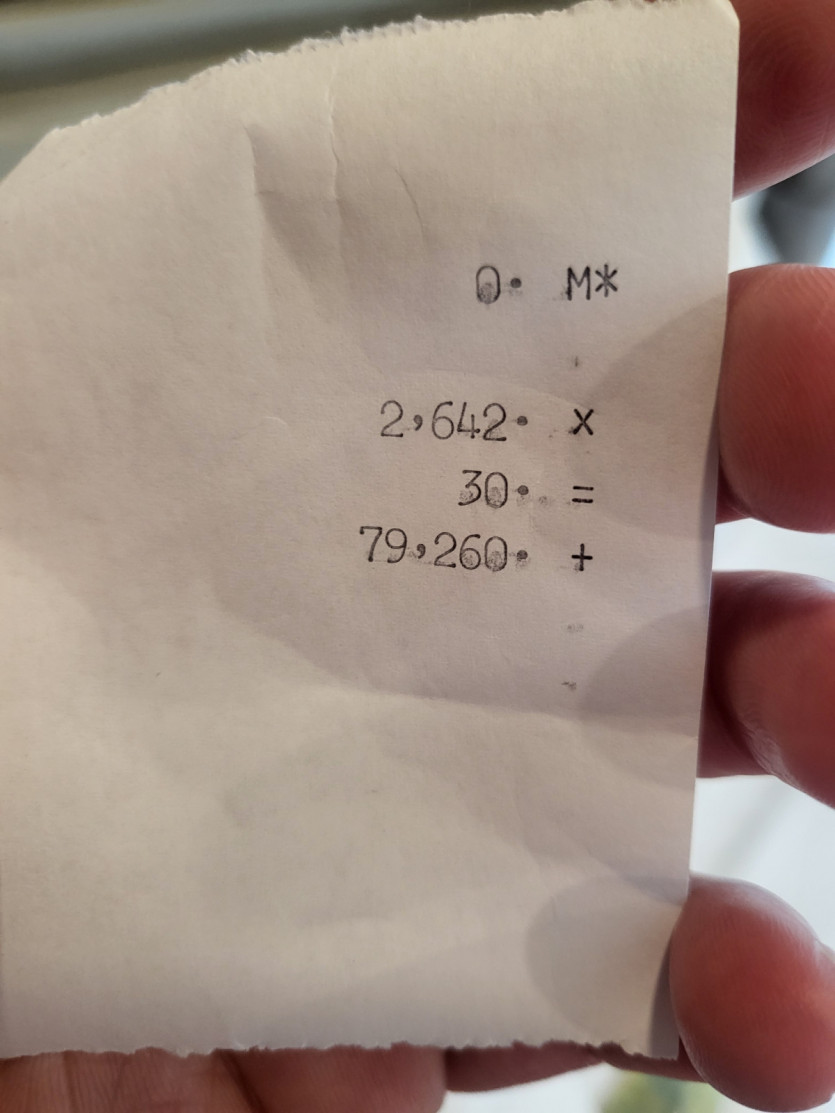 0. M*
2,642. x
30. =
79,260. +